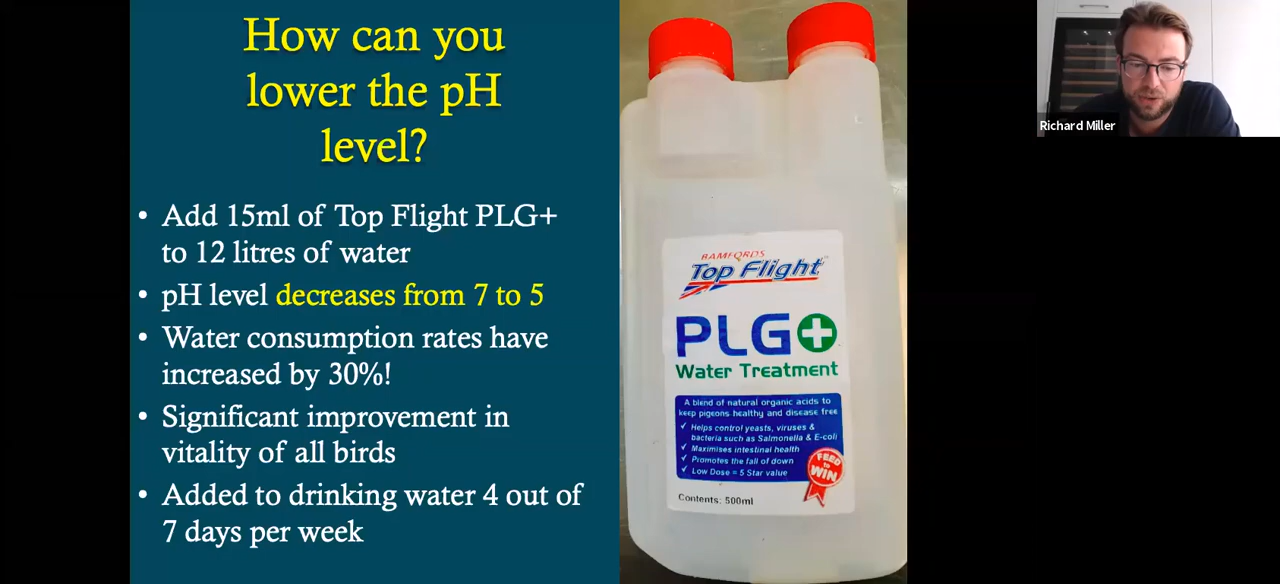 How can you
lower the pH
level?
• Add 15ml of Top Flight PLG+
to 12 litres of water
• pH level decreases from 7 to 5
• Water consumption rates have
increased by 30%!
• Significant improvement in
vitality of all birds
• Added to drinking water 4 out of
7 days per week
BAMFORDS
Top Flight
PLG+
Water Treatment
A blend of natural organic acids to
keep pigeons healthy and disease free
✓ Helps control yeasts, viruses &
bacteria such as Salmonella & E-coli
✓ Maximises intestinal health
✓ Promotes the fall of down
✓ Low Dose = 5 Star value
FEED
to
WIN
Contents: 500ml
Richard Miller